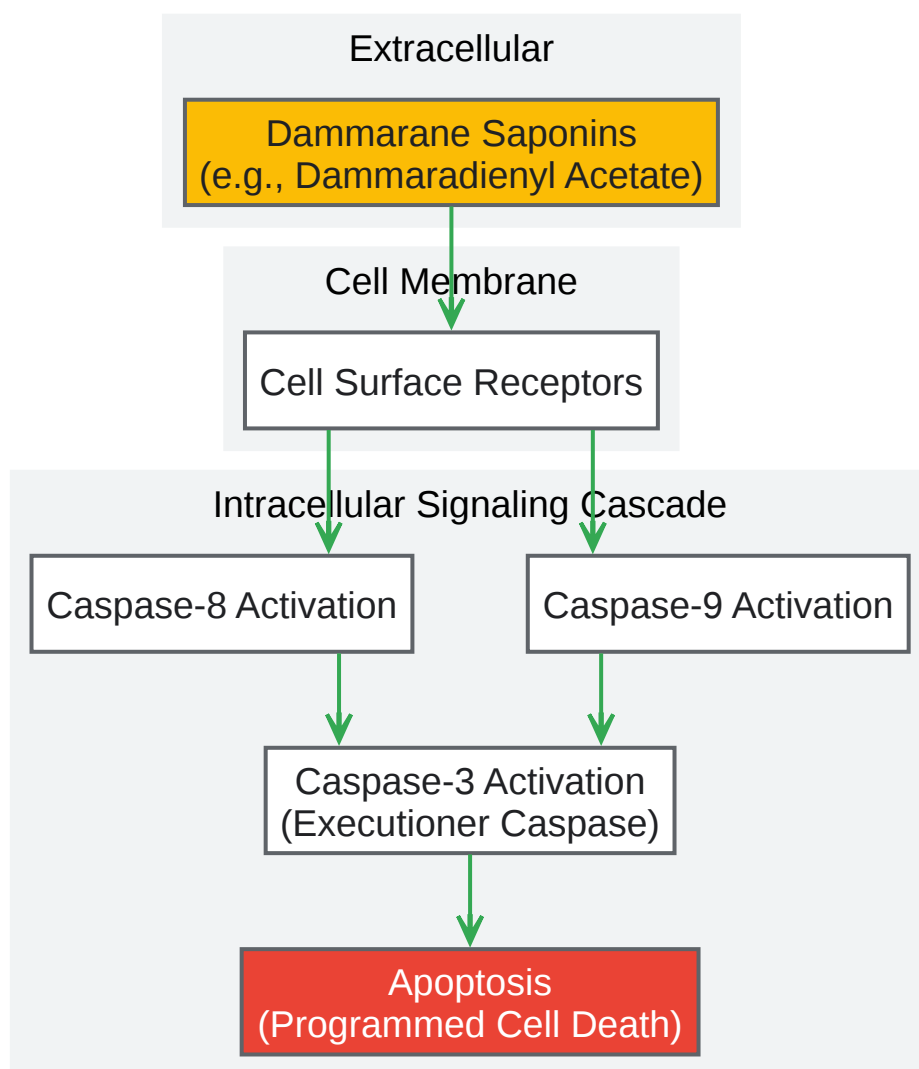 Extracellular
Dammarane Saponins
(e.g., Dammaradienyl Acetate)
Cell Membrane
Cell Surface Receptors
Intracellular Signaling Cascade
Caspase-8 Activation
Caspase-9 Activation
Caspase-3 Activation
(Executioner Caspase)
Apoptosis
(Programmed Cell Death)